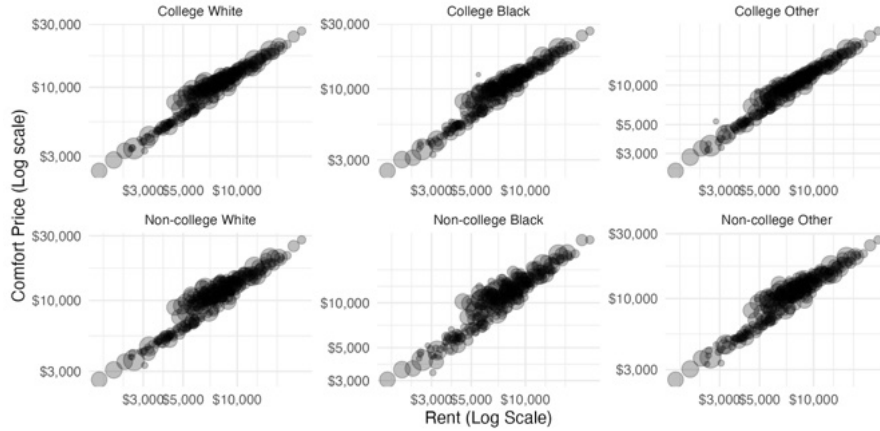 College White
College Black
College Other
$30,000
$10,000
$3,000
$30,000
$10,000
$3,000
$10,000
$5,000
$3,000
$3,000 $5,000 $10,000
$3,000 $5,000 $10,000
$3,000 $5,000 $10,000
Comfort Price (Log scale)
Non-college White
Non-college Black
Non-college Other
$30,000
$10,000
$3,000
$10,000
$5,000
$3,000
$30,000
$10,000
$3,000
$3,000 $5,000 $10,000
$3,000 $5,000 $10,000
$3,000 $5,000 $10,000
Rent (Log Scale)